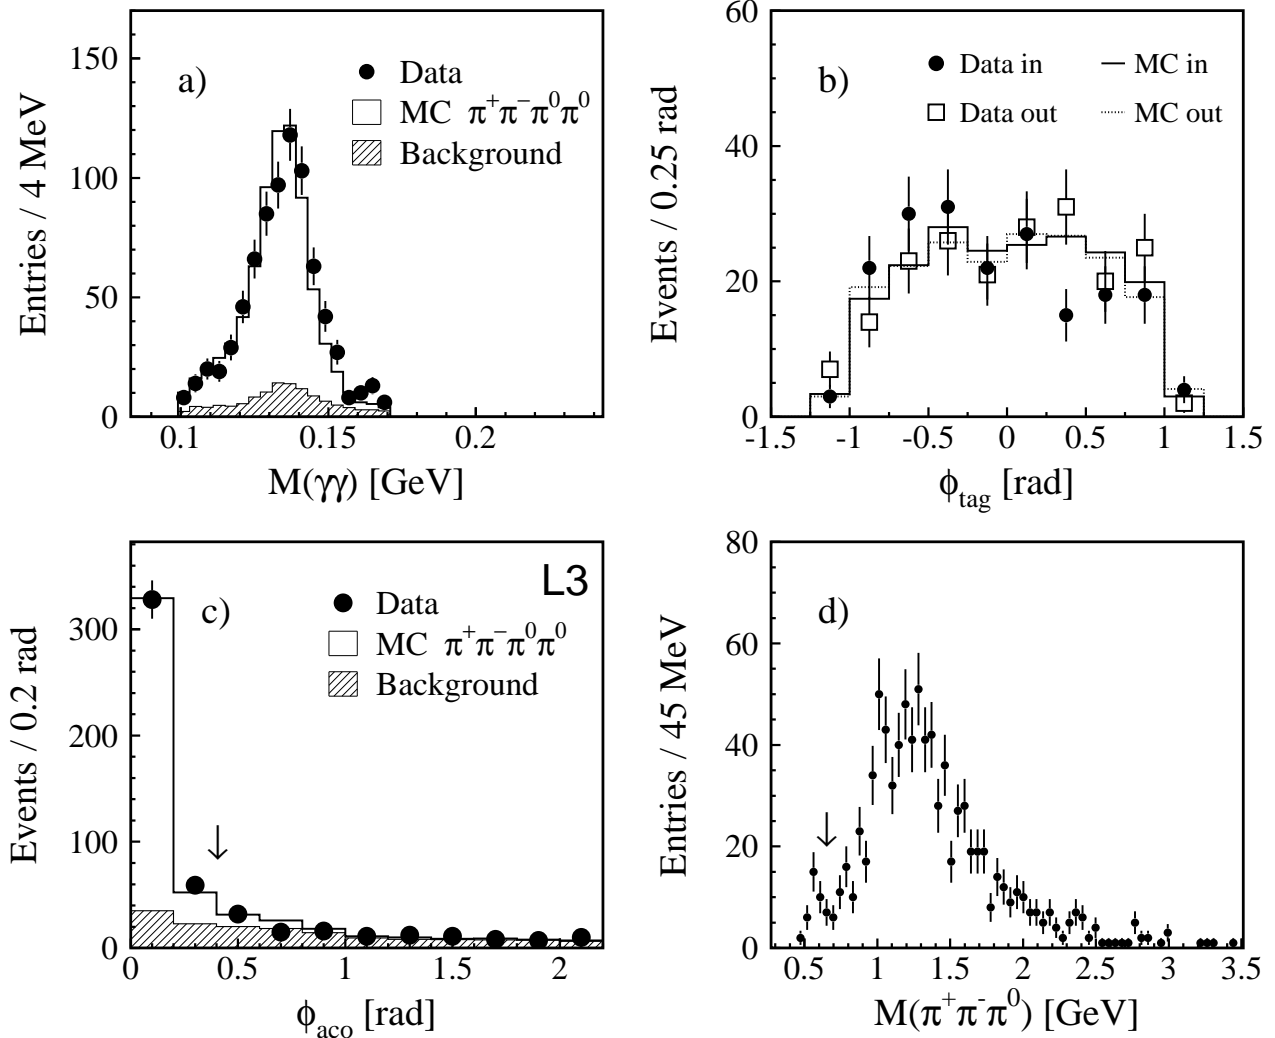 a)
Data
MC π⁺π⁻π⁰π⁰
Background
Entries / 4 MeV
150
100
50
0
0.1 0.15 0.2
M(γγ) [GeV]
b)
Data in
MC in
Data out
MC out
Events / 0.25 rad
60
40
20
0
-1.5 -1 -0.5 0 0.5 1 1.5
ϕtag [rad]
c)
L3
Data
MC π⁺π⁻π⁰π⁰
Background
Events / 0.2 rad
300
200
100
0
0 0.5 1 1.5 2
ϕaco [rad]
d)
Entries / 45 MeV
80
60
40
20
0
0.5 1 1.5 2 2.5 3 3.5
M(π⁺π⁻π⁰) [GeV]